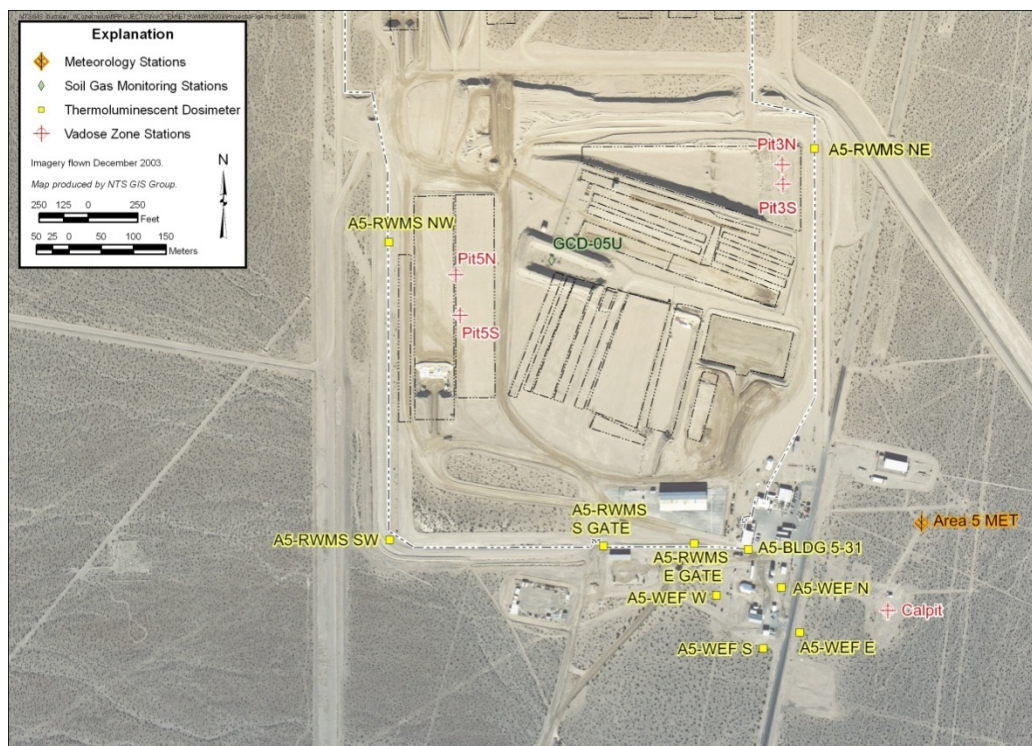 Explanation
Meteorology Stations
Soil Gas Monitoring Stations
Thermoluminescent Dosimeter
Vadose Zone Stations
Imagery flown December 2003.
Map produced by NTS GIS Group.
N
250 125 0 250
Feet
50 25 0 50 100 150
Meters
Pit3N
A5-RWMS NE
Pit3S
A5-RWMS NW
GCD-05U
Pit5N
Pit5S
A5-RWMS
S GATE
Area 5 MET
A5-RWMS SW
A5-BLDG 5-31
A5-RWMS
E GATE
A5-WEF N
A5-WEF W
Calpit
A5-WEF S
A5-WEF E